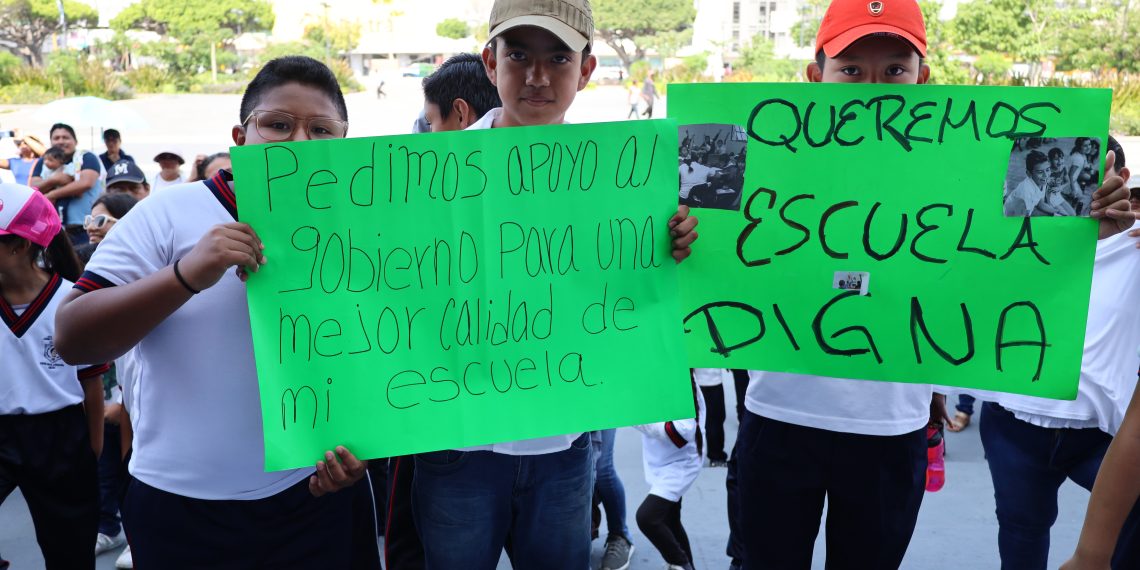 Pedimos apoyo al
gobierno para una
mejor calidad de
mi escuela.
QUEREMOS
ESCUELA
DIGNA
M